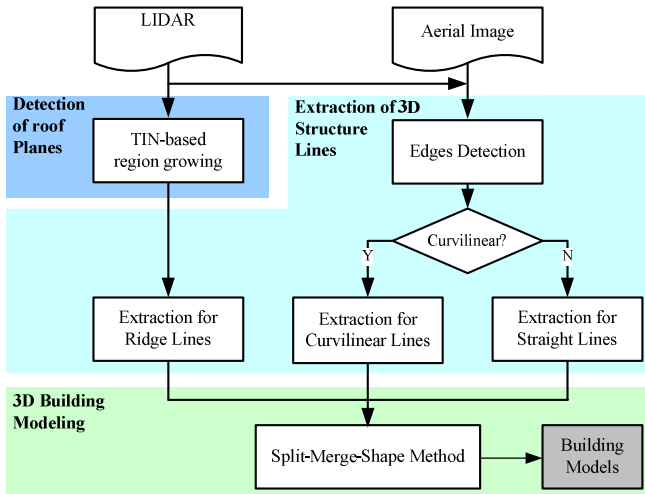 LIDAR
Aerial Image
Detection
of roof
Planes
TIN-based
region growing
Extraction of 3D
Structure
Lines
Edges Detection
Curvilinear?
Y
N
Extraction for
Ridge Lines
Extraction for
Curvilinear Lines
Extraction for
Straight Lines
3D Building
Modeling
Split-Merge-Shape Method
Building
Models